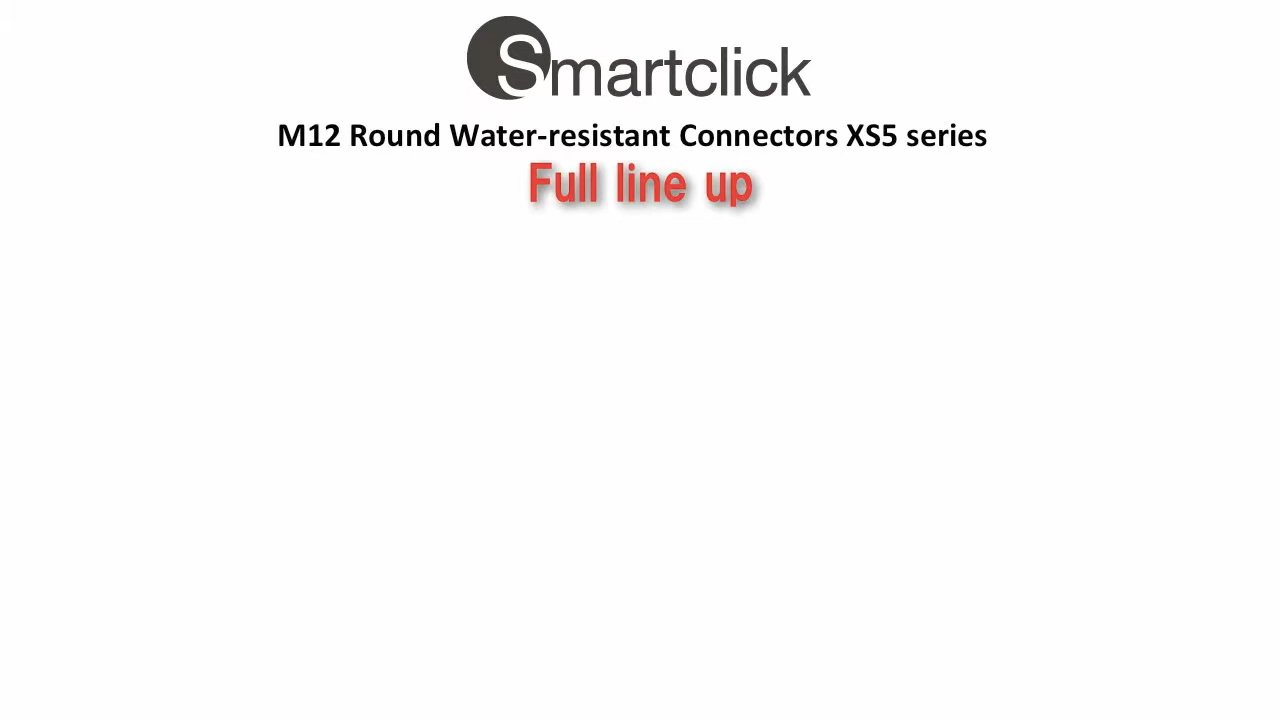 Smartclick
M12 Round Water-resistant Connectors XS5 series
Full line up